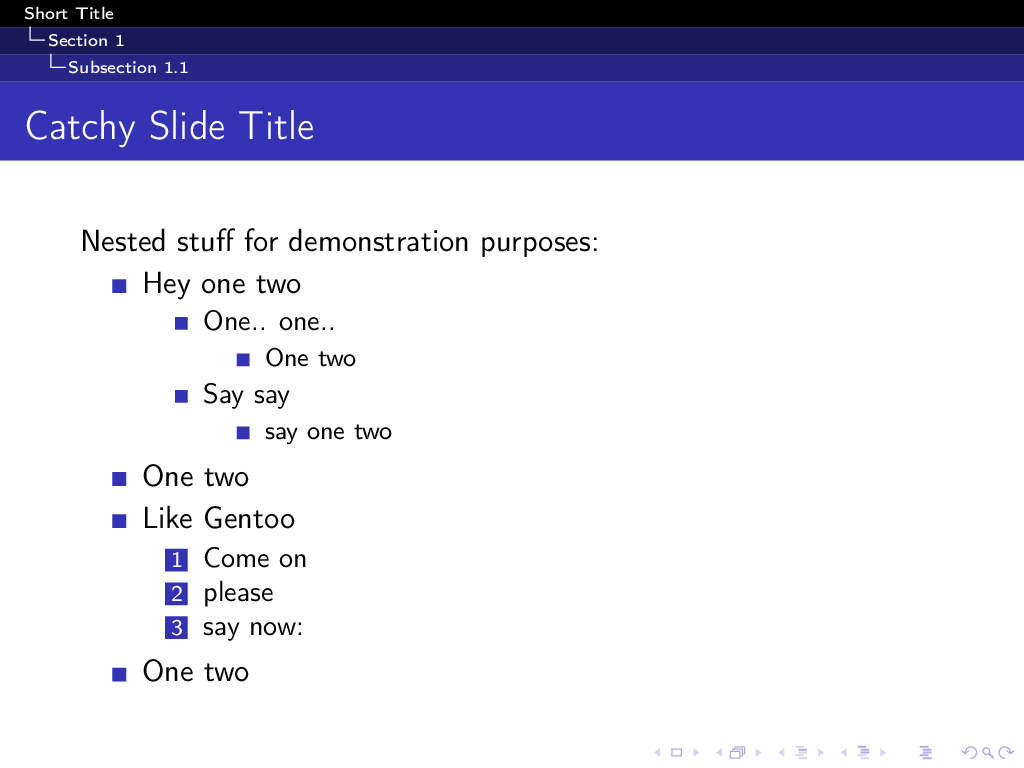 Short Title
Section 1
Subsection 1.1
Catchy Slide Title
Nested stuff for demonstration purposes:
Hey one two
One.. one..
One two
Say say
say one two
One two
Like Gentoo
1 Come on
2 please
3 say now:
One two